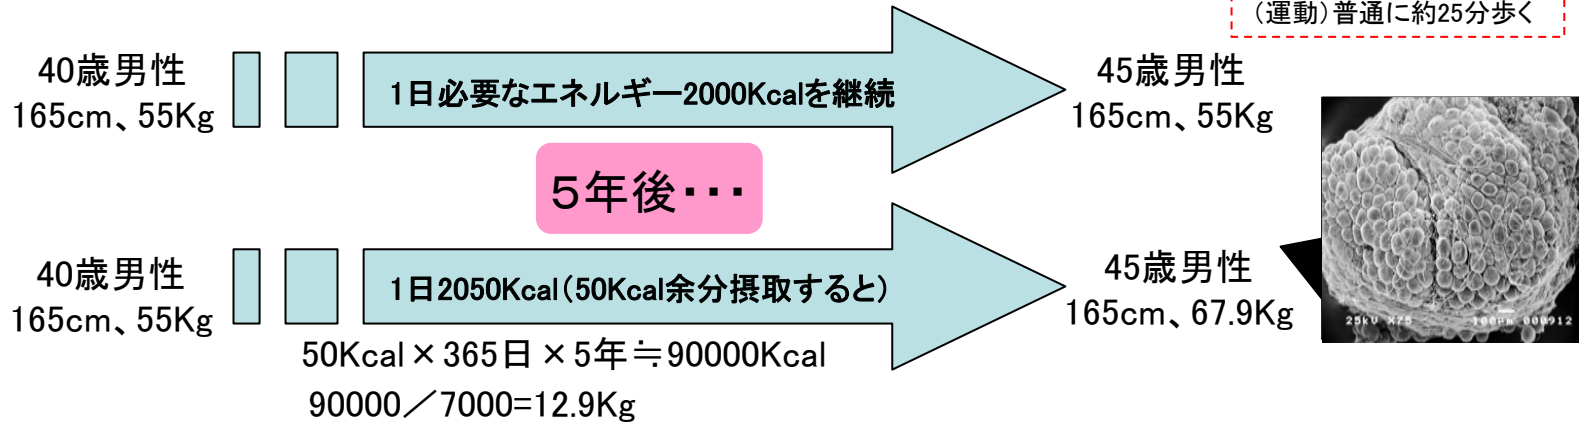 (運動)普通に約25分歩く
40歳男性
165cm、55Kg
1日必要なエネルギー2000Kcalを継続
45歳男性
165cm、55Kg
5年後・・・
40歳男性
165cm、55Kg
1日2050Kcal(50Kcal余分摂取すると)
45歳男性
165cm、67.9Kg
50Kcal×365日×5年≒90000Kcal
90000/7000=12.9Kg
25kV X75 100μm 000912